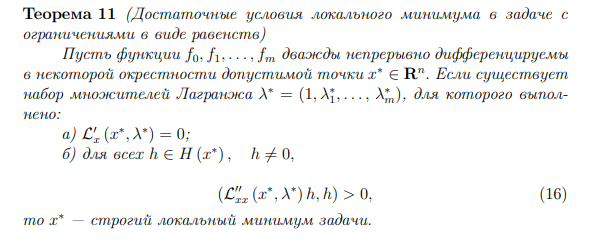 Теорема 11 (Достаточные условия локального минимума в задаче с
ограничениями в виде равенств)
Пусть функции f₀, f₁, . . . , fₘ дважды непрерывно дифференцируемы
в некоторой окрестности допустимой точки x* ∈ Rⁿ. Если существует
набор множителей Лагранжа λ* = (1, λ₁*, . . . , λₘ*), для которого выпол-
нено:
а) ℒ′ₓ (x*, λ*) = 0;
б) для всех h ∈ H (x*) ,  h ≠ 0,
(ℒ″ₓₓ (x*, λ*) h, h) > 0, (16)
то x* — строгий локальный минимум задачи.